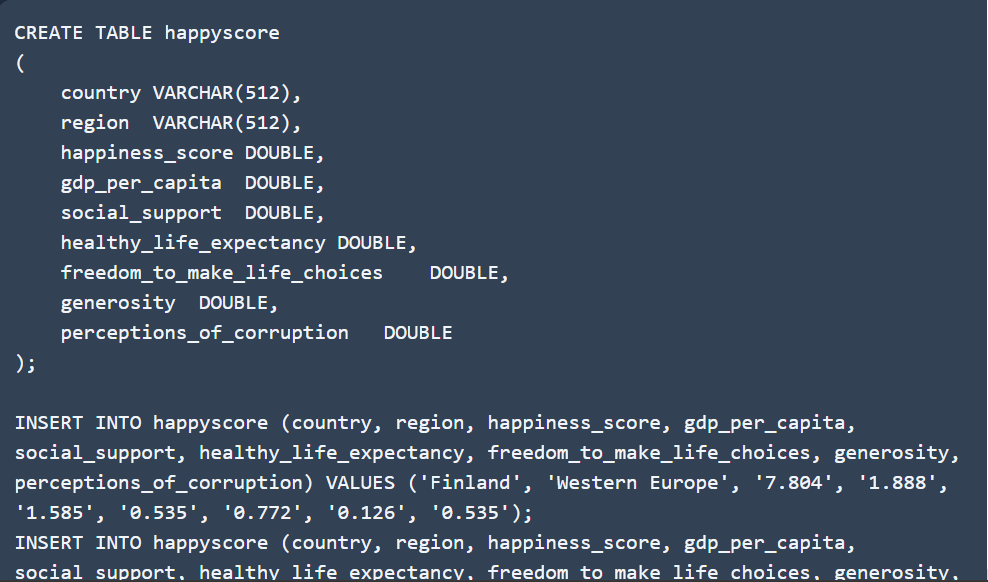 CREATE TABLE happyscore
(
    country VARCHAR(512),
    region  VARCHAR(512),
    happiness_score DOUBLE,
    gdp_per_capita  DOUBLE,
    social_support  DOUBLE,
    healthy_life_expectancy DOUBLE,
    freedom_to_make_life_choices    DOUBLE,
    generosity  DOUBLE,
    perceptions_of_corruption   DOUBLE
);

INSERT INTO happyscore (country, region, happiness_score, gdp_per_capita,
social_support, healthy_life_expectancy, freedom_to_make_life_choices, generosity,
perceptions_of_corruption) VALUES ('Finland', 'Western Europe', '7.804', '1.888',
'1.585', '0.535', '0.772', '0.126', '0.535');
INSERT INTO happyscore (country, region, happiness_score, gdp_per_capita,
social_support, healthy_life_expectancy, freedom_to_make_life_choices, generosity,